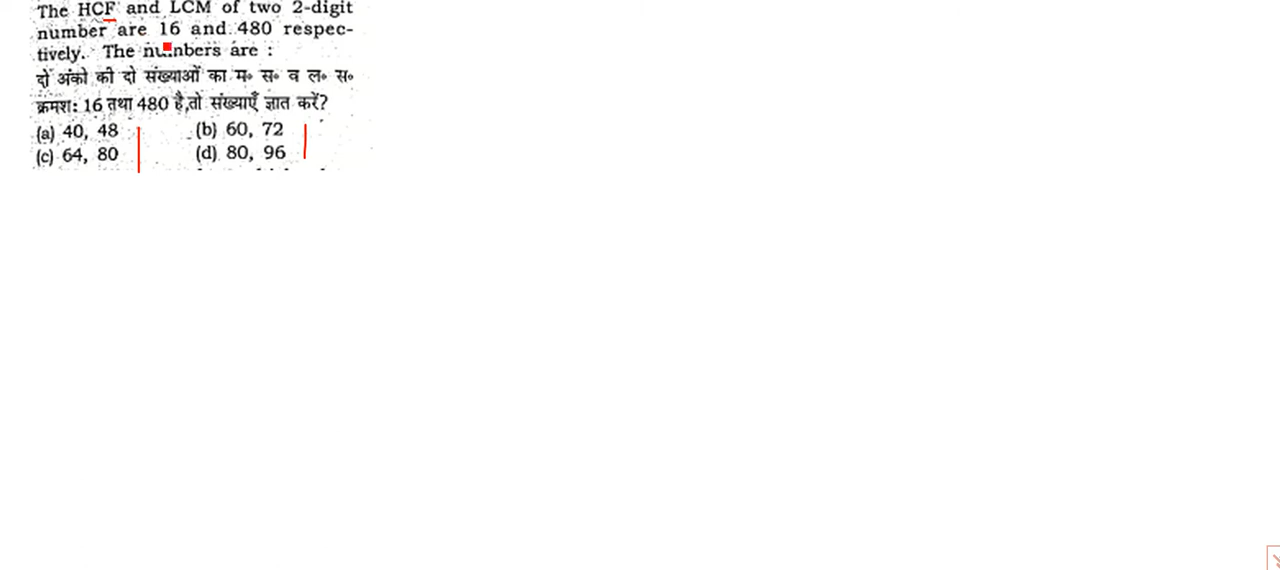 The HCF and LCM of two 2-digit
number are 16 and 480 respec-
tively. The numbers are :
दो अंको की दो संख्याओं का म॰ स॰ व ल॰ स॰
क्रमश: 16 तथा 480 है,तो संख्याएँ ज्ञात करें?
(a) 40, 48 (b) 60, 72
(c) 64, 80 (d) 80, 96